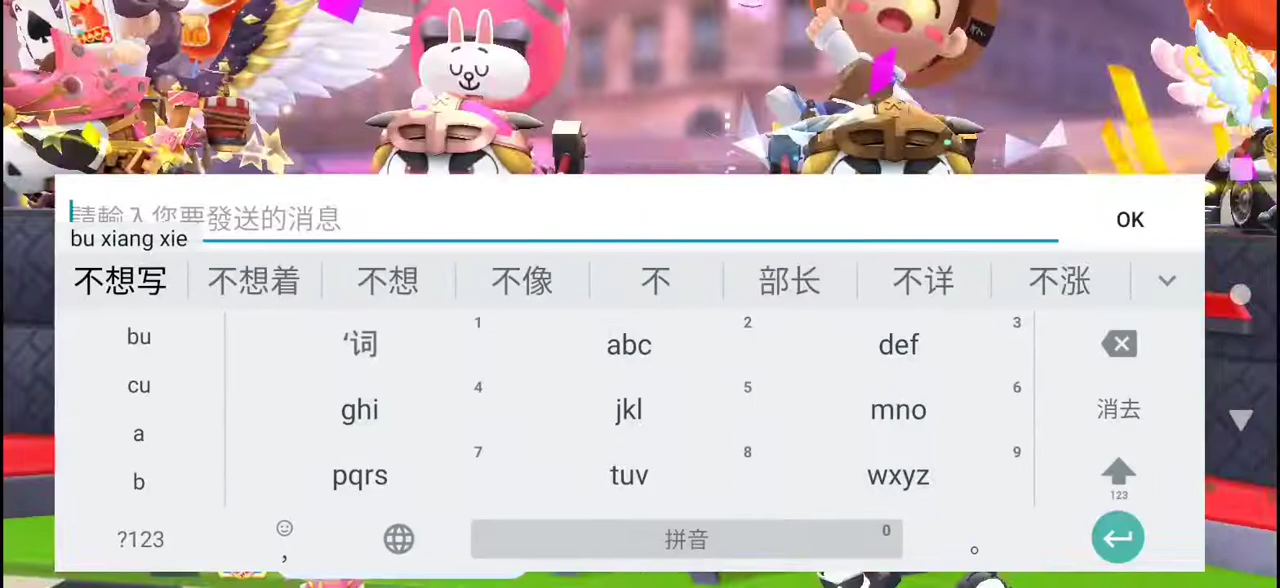 請輸入您要發送的消息
OK
bu xiang xie
不想写 不想着 不想 不像 不 部长 不详 不涨
bu
cu
a
b
'词 1
abc 2
def 3
ghi 4
jkl 5
mno 6
消去
pqrs 7
tuv 8
wxyz 9
123
?123
,
拼音 0
。